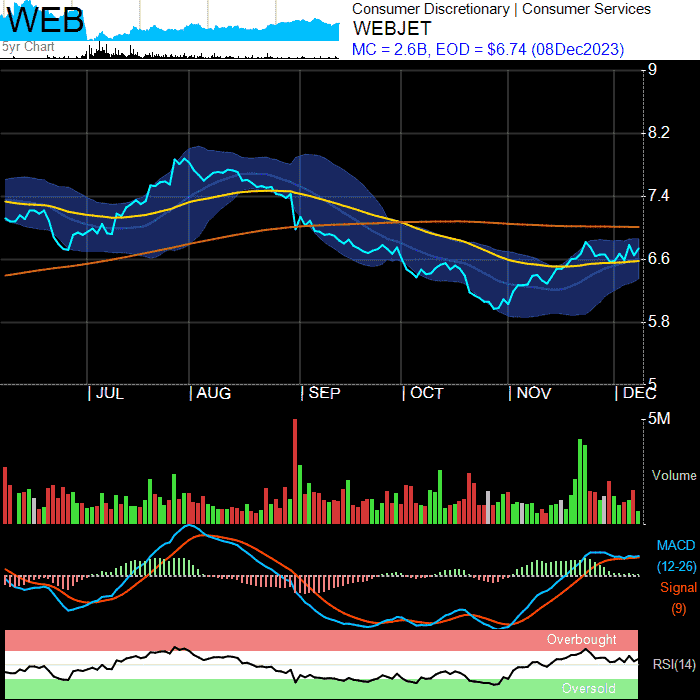 WEB
5yr Chart
Consumer Discretionary | Consumer Services
WEBJET
MC = 2.6B, EOD = $6.74 (08Dec2023)
9
8.2
7.4
6.6
5.8
5
JUL AUG SEP OCT NOV DEC
5M
Volume
MACD
(12-26)
Signal
(9)
Overbought
RSI(14)
Oversold